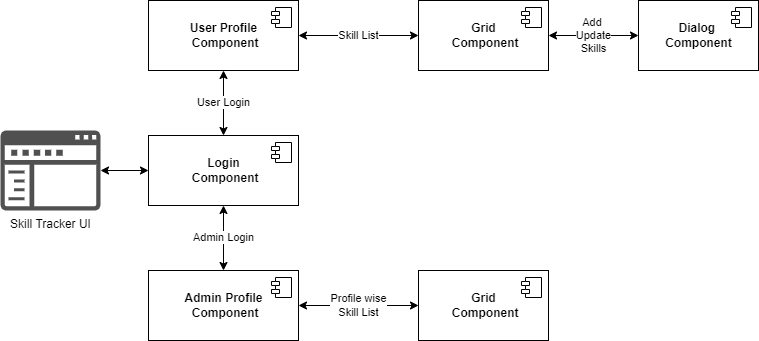 User Profile
Component
Skill List
Grid
Component
Add
Update
Skills
Dialog
Component
User Login
Login
Component
Skill Tracker UI
Admin Login
Admin Profile
Component
Profile wise
Skill List
Grid
Component